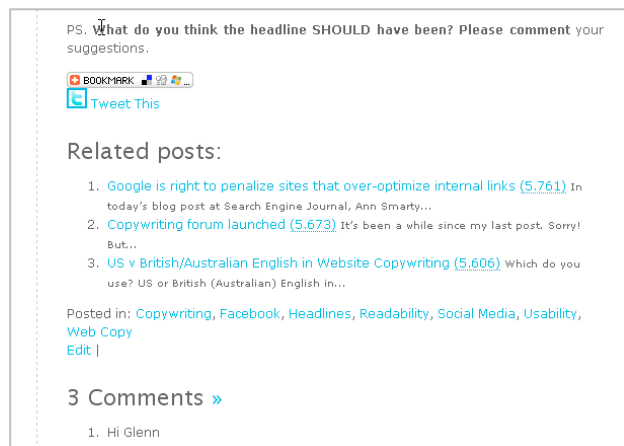 PS. What do you think the headline SHOULD have been? Please comment your
suggestions.
BOOKMARK
Tweet This
Related posts:
1. Google is right to penalize sites that over-optimize internal links (5.761) In
today's blog post at Search Engine Journal, Ann Smarty...
2. Copywriting forum launched (5.673) It's been a while since my last post. Sorry!
But...
3. US v British/Australian English in Website Copywriting (5.606) Which do you
use? US or British (Australian) English in...
Posted in: Copywriting, Facebook, Headlines, Readability, Social Media, Usability,
Web Copy
Edit |
3 Comments »
1. Hi Glenn